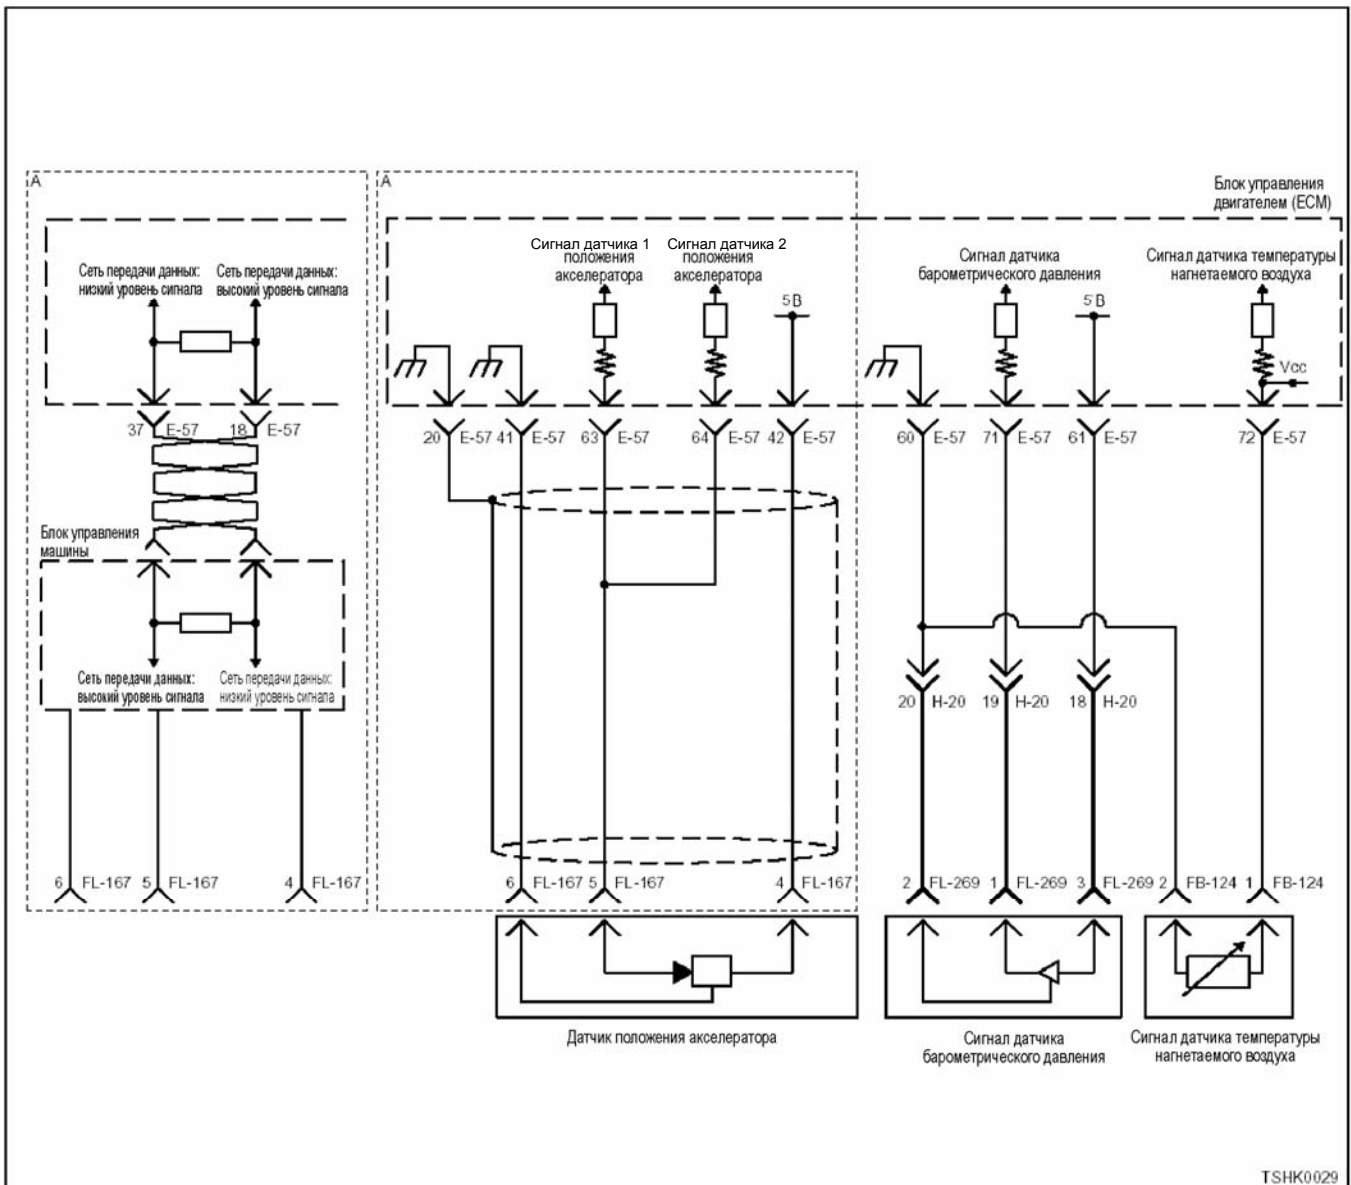 A
A
Блок управления
двигателем (ECM)
Сеть передачи данных:
низкий уровень сигнала
Сеть передачи данных:
высокий уровень сигнала
Сигнал датчика 1
положения
акселератора
Сигнал датчика 2
положения
акселератора
5В
Сигнал датчика
барометрического давления
5В
Сигнал датчика температуры
нагнетаемого воздуха
Vcc
37 E-57 18 E-57
20 E-57 41 E-57 63 E-57 64 E-57 42 E-57 60 E-57 71 E-57 61 E-57 72 E-57
Блок управления
машины
Сеть передачи данных:
высокий уровень сигнала
Сеть передачи данных:
низкий уровень сигнала
20 H-20 19 H-20 18 H-20
6 FL-167 5 FL-167 4 FL-167
6 FL-167 5 FL-167 4 FL-167
2 FL-269 1 FL-269 3 FL-269 2 FB-124 1 FB-124
Датчик положения акселератора
Сигнал датчика
барометрического давления
Сигнал датчика температуры
нагнетаемого воздуха
TSHK0029